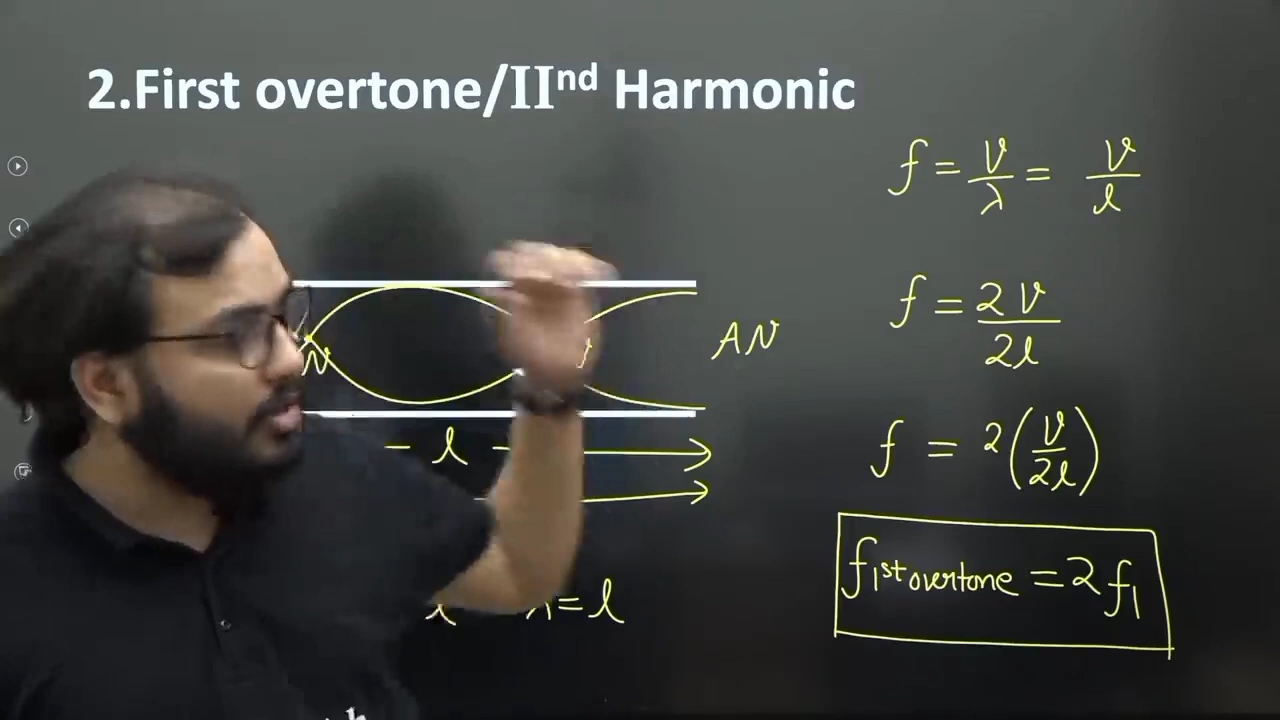 2.First overtone/IInd Harmonic
f = v/λ = v/l
f = 2v/2l
AN
N
f = 2(v/2l)
- l -
f1st overtone = 2f1
λ = l